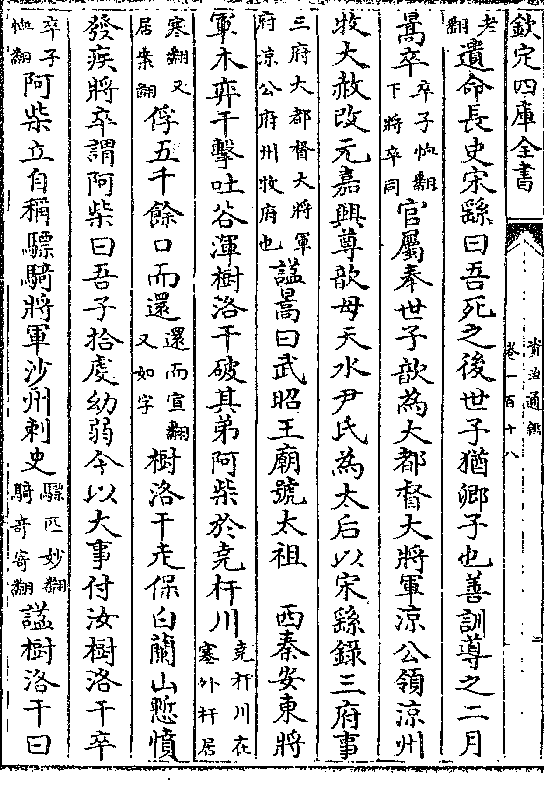 欽定四庫全書
資治通鑑
卷一百十八
老翻遺命長史宋繇曰吾死之後世子猶卿子也善訓導之二月
暠卒卒子恤翻下將卒同官屬奉世子歆為大都督大將軍涼公領涼州
牧大赦改元嘉興尊歆母天水尹氏為太后以宋繇錄三府事
三府大都督大將軍府涼公府州牧府也諡暠曰武昭王廟號太祖　西秦安東將
軍木弈干擊吐谷渾樹洛干破其弟阿柴於堯杆川堯杆川在塞外杆居
寒翻又居案翻俘五千餘口而還還而宣翻又如字樹洛干走保白蘭山慙憤
發疾將卒謂阿柴曰吾子拾虔幼弱今以大事付汝樹洛干卒
卒子恤翻阿柴立自稱驃騎將軍沙州刺史驃匹妙翻騎奇寄翻諡樹洛干曰